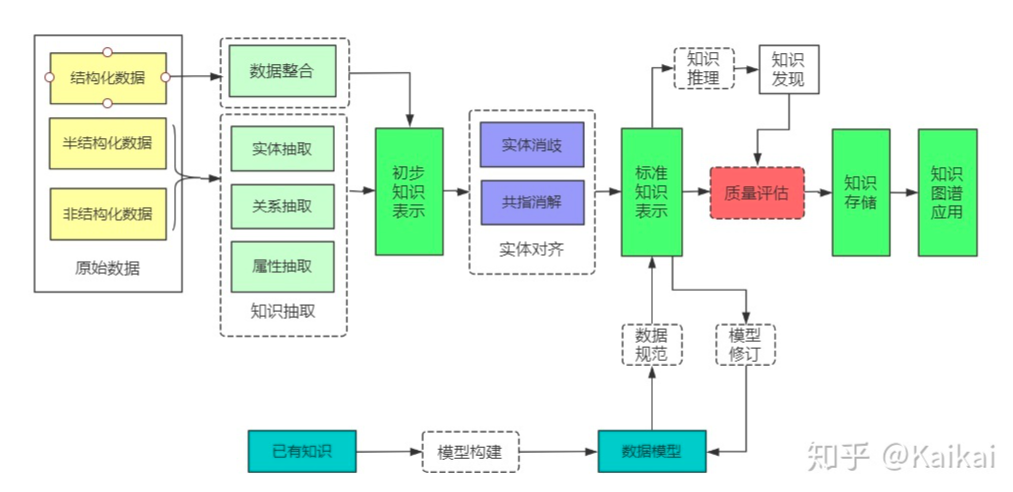 结构化数据
半结构化数据
非结构化数据
原始数据
数据整合
实体抽取
关系抽取
属性抽取
知识抽取
初步
知识
表示
实体消歧
共指消解
实体对齐
标准
知识
表示
知识
推理
知识
发现
质量评估
知识
存储
知识
图谱
应用
数据
规范
模型
修订
已有知识
模型构建
数据模型
知乎 @Kaikai